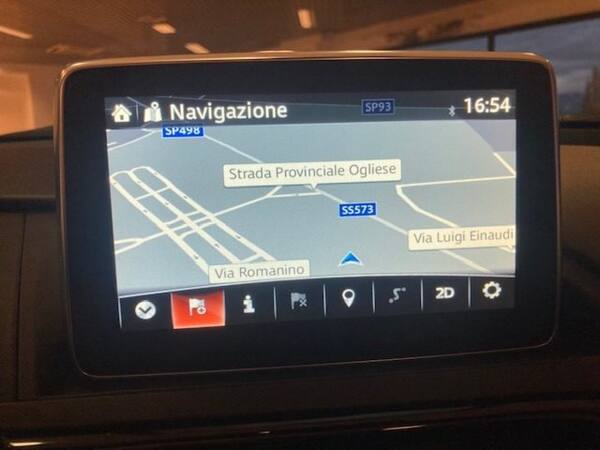 Navigazione
SP93
16:54
SP498
Strada Provinciale Ogliese
SS573
Via Luigi Einaudi
Via Romanino
2D